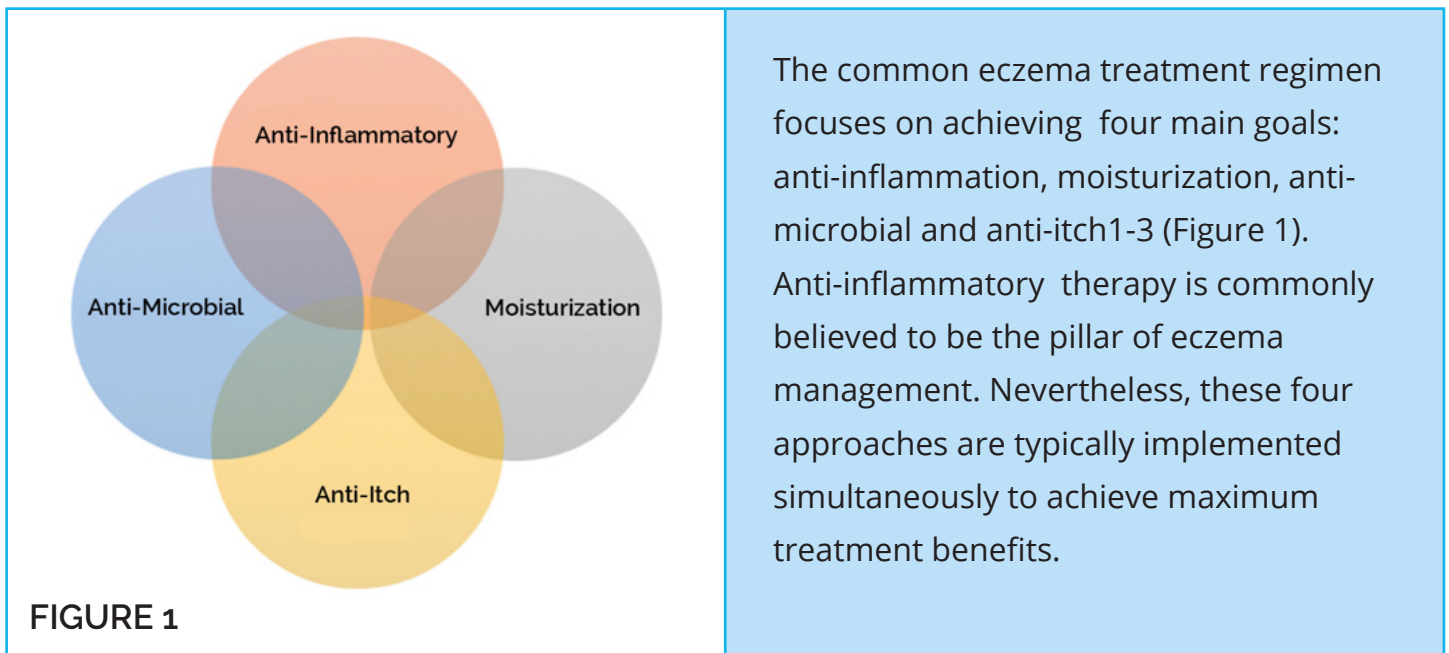 Anti-Inflammatory
Anti-Microbial
Moisturization
Anti-Itch
FIGURE 1
The common eczema treatment regimen
focuses on achieving  four main goals:
anti-inflammation, moisturization, anti-
microbial and anti-itch1-3 (Figure 1).
Anti-inflammatory  therapy is commonly
believed to be the pillar of eczema
management. Nevertheless, these four
approaches are typically implemented
simultaneously to achieve maximum
treatment benefits.